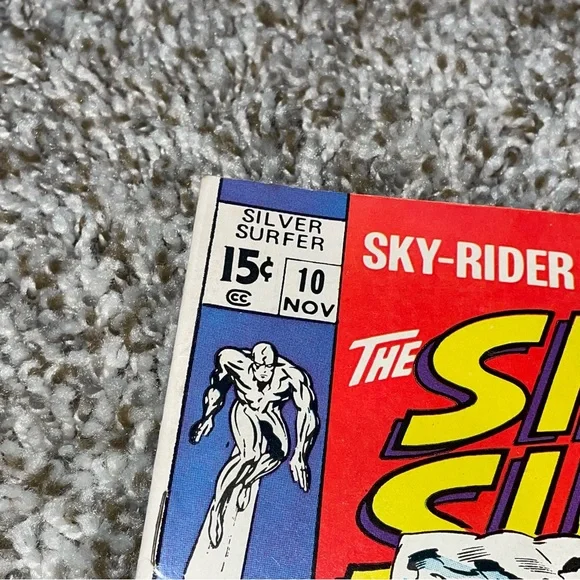 SILVER
SURFER
15¢
CC
10
NOV
SKY-RIDER
THE